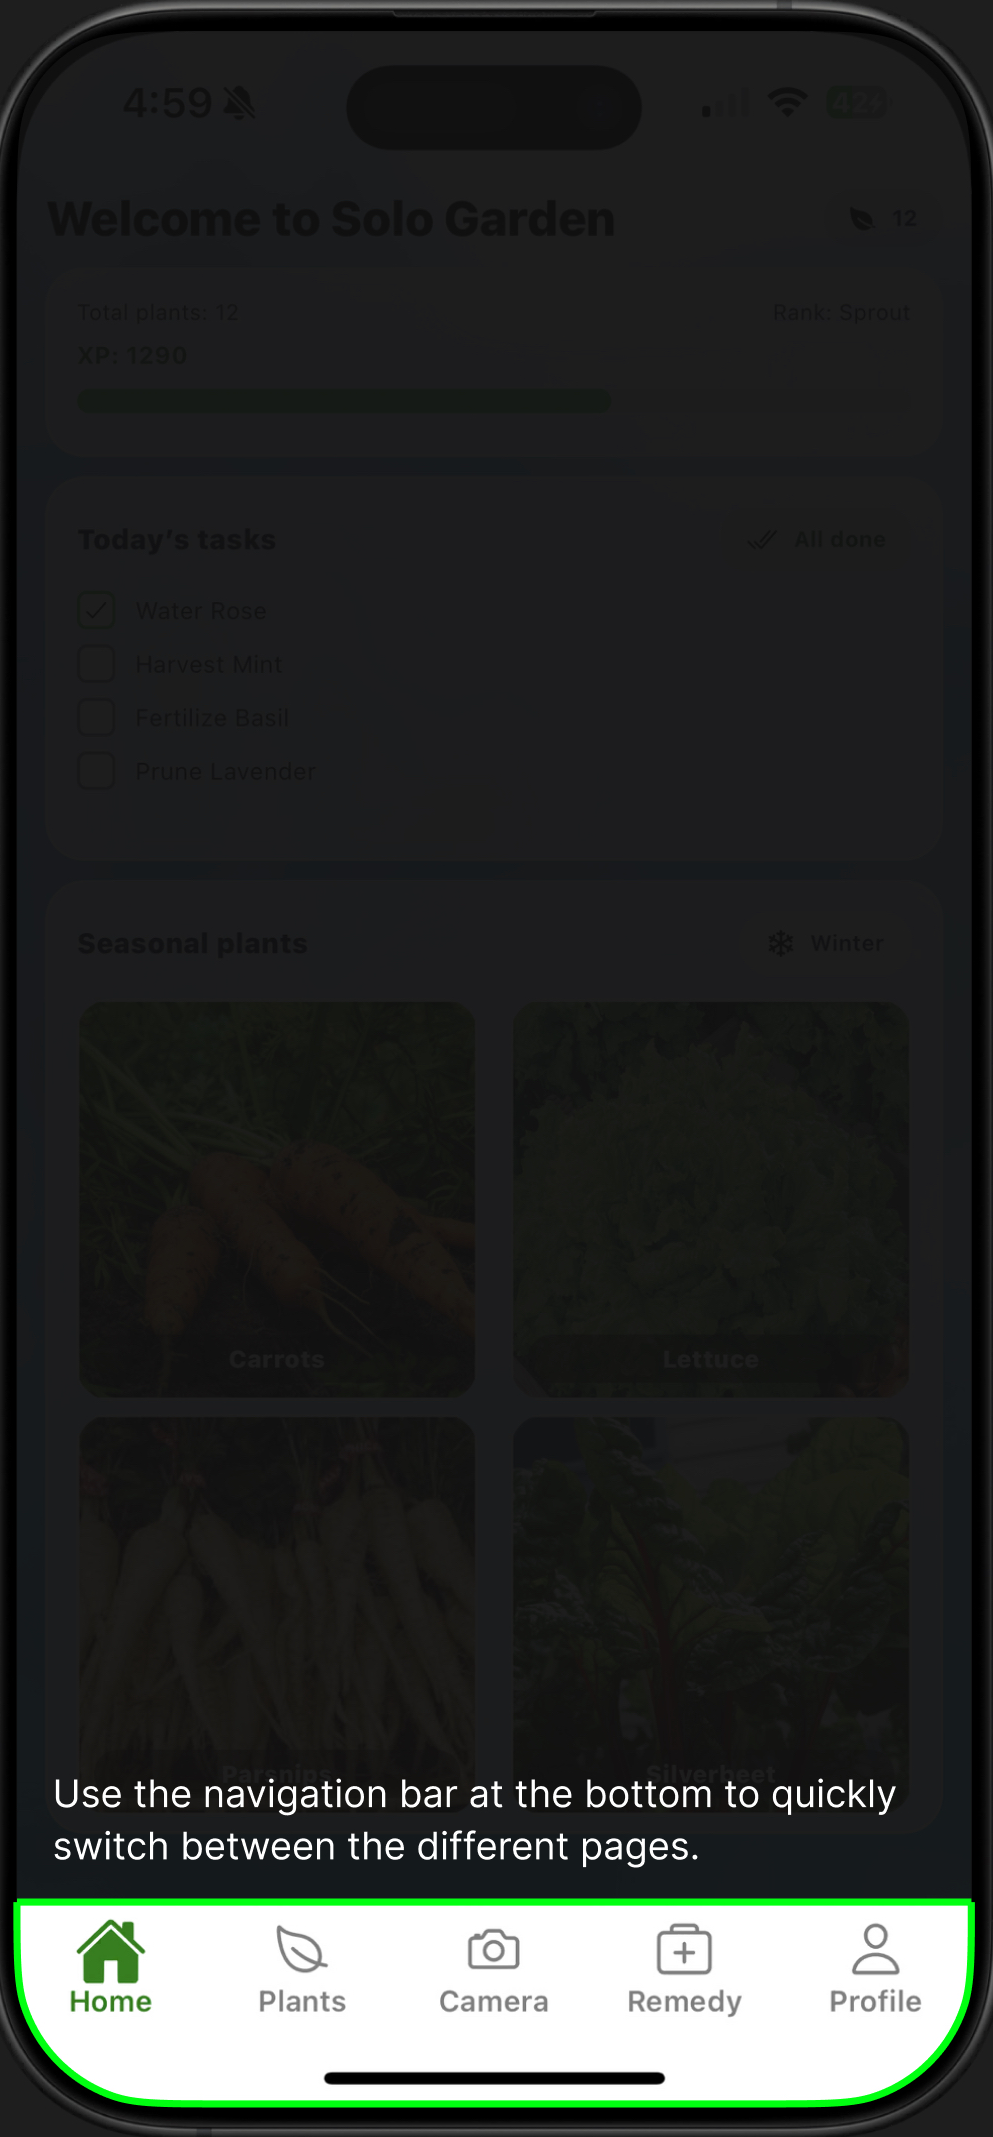 4:59
42
Welcome to Solo Garden
12
Total plants: 12
Rank: Sprout
XP: 1290
Today's tasks
All done
Water Rose
Harvest Mint
Fertilize Basil
Prune Lavender
Seasonal plants
Winter
Carrots
Lettuce
Parsnips
Silverbeet
Use the navigation bar at the bottom to quickly
switch between the different pages.
Home
Plants
Camera
Remedy
Profile